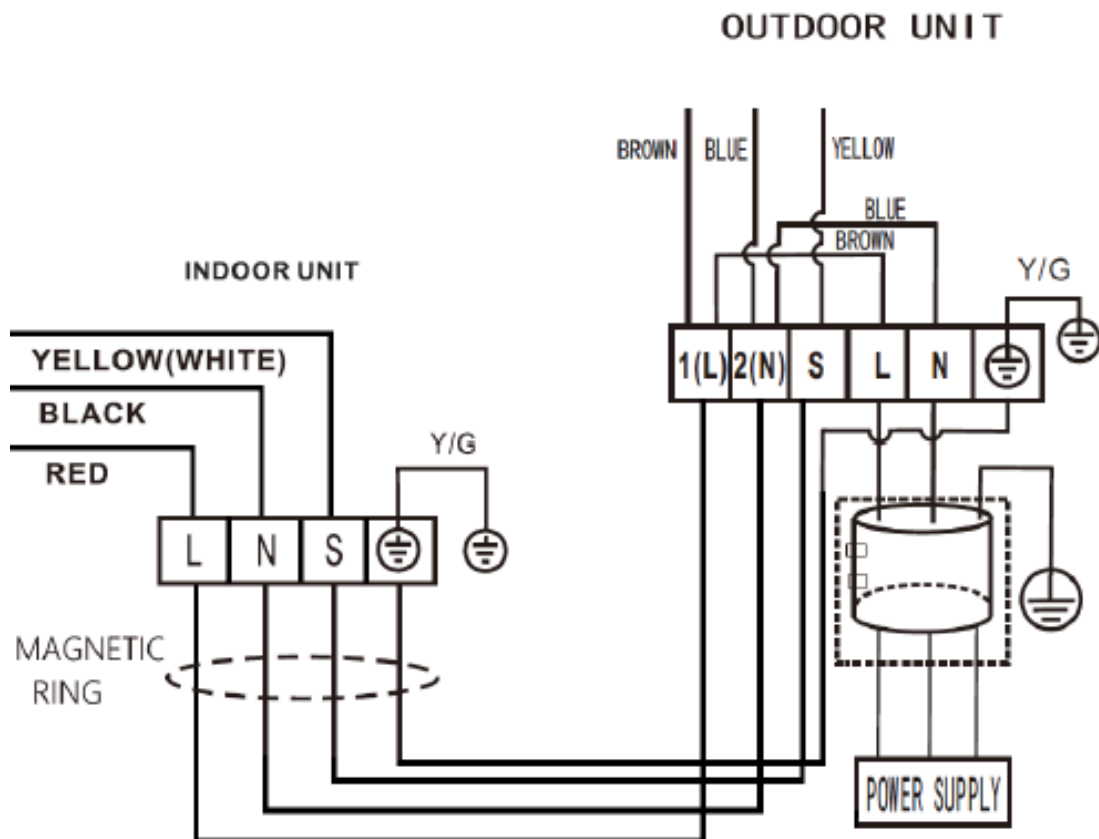 OUTDOOR UNIT
BROWN
BLUE
YELLOW
BLUE
BROWN
INDOOR UNIT
Y/G
YELLOW(WHITE)
1(L)
2(N)
S
L
N
BLACK
Y/G
RED
L
N
S
MAGNETIC
RING
POWER SUPPLY